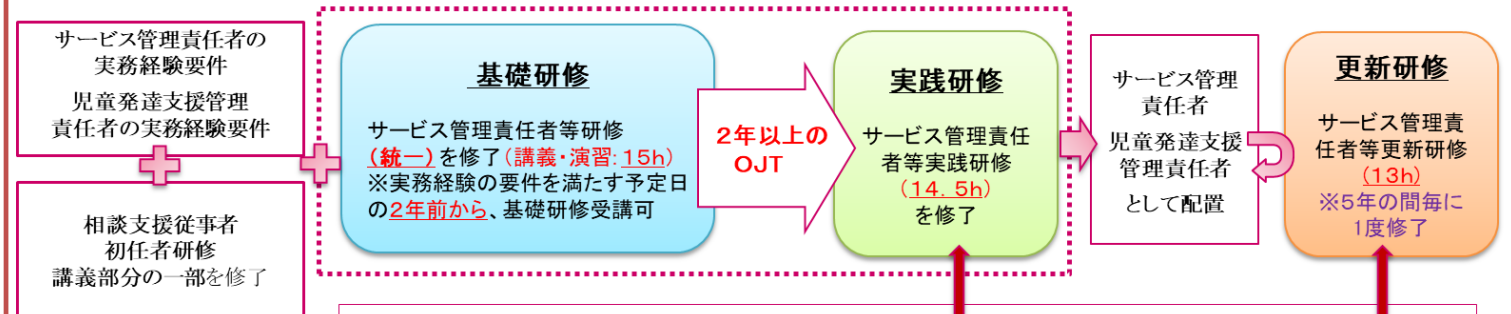 サービス管理責任者の
実務経験要件
児童発達支援管理
責任者の実務経験要件
相談支援従事者
初任者研修
講義部分の一部を修了
基礎研修
サービス管理責任者等研修
(統一)を修了(講義・演習:15h)
※実務経験の要件を満たす予定日
の2年前から、基礎研修受講可
2年以上の
OJT
実践研修
サービス管理責任
者等実践研修
(14.5h)
を修了
サービス管理
責任者
児童発達支援
管理責任者
として配置
更新研修
サービス管理責
任者等更新研修
(13h)
※5年の間毎に
1度修了